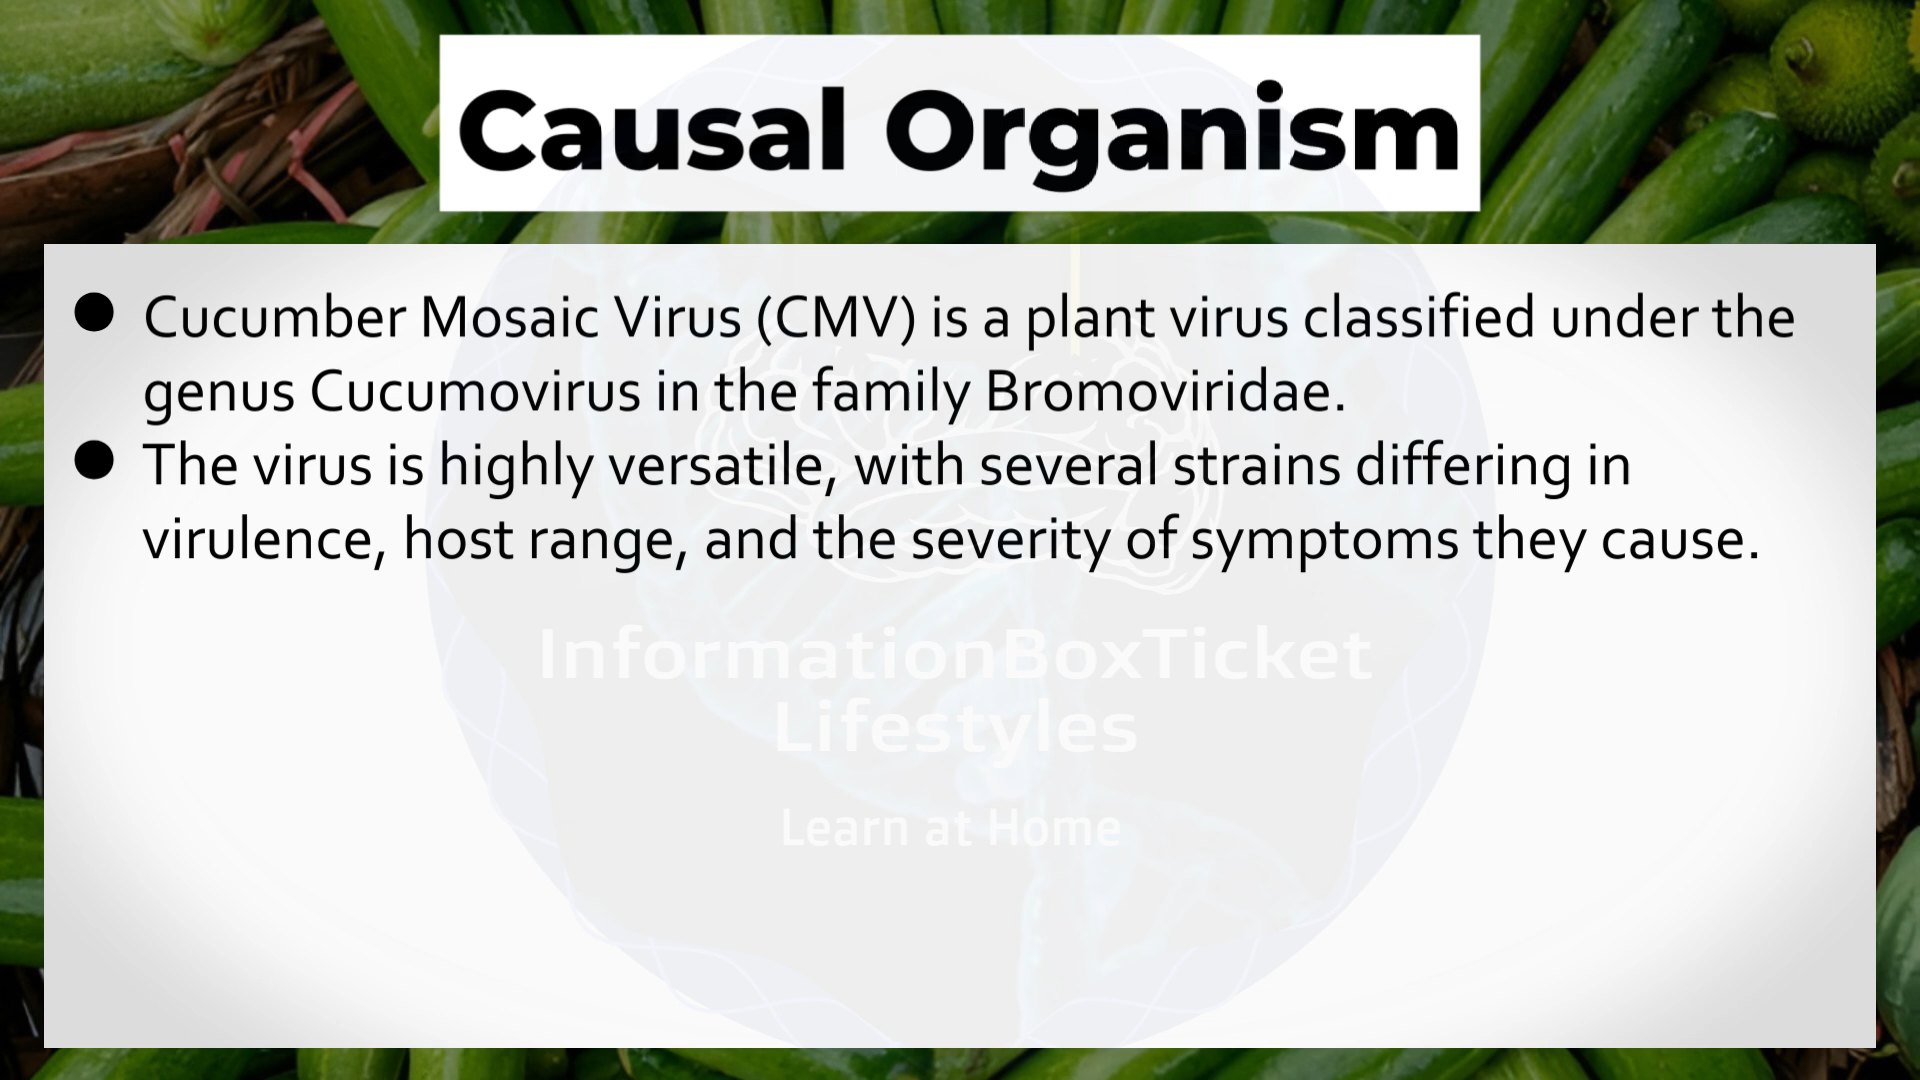 Causal Organism
● Cucumber Mosaic Virus (CMV) is a plant virus classified under the
genus Cucumovirus in the family Bromoviridae.
● The virus is highly versatile, with several strains differing in
virulence, host range, and the severity of symptoms they cause.
InformationBoxTicket
Lifestyles
Learn at Home